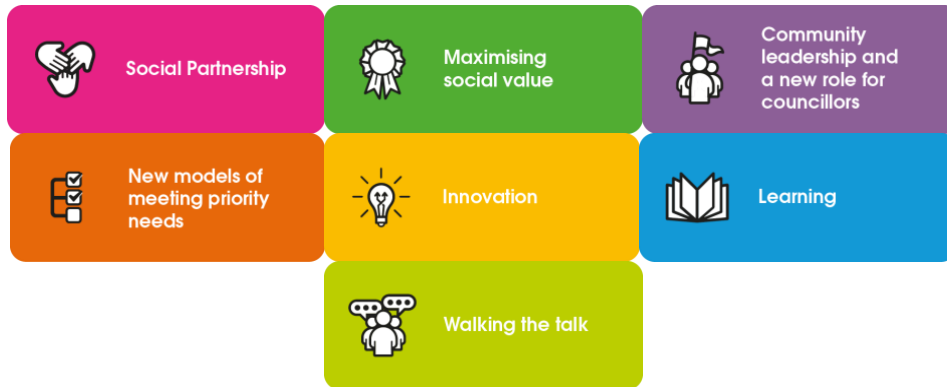 Social Partnership
Maximising
social value
Community
leadership and
a new role for
councillors
New models of
meeting priority
needs
Innovation
Learning
Walking the talk